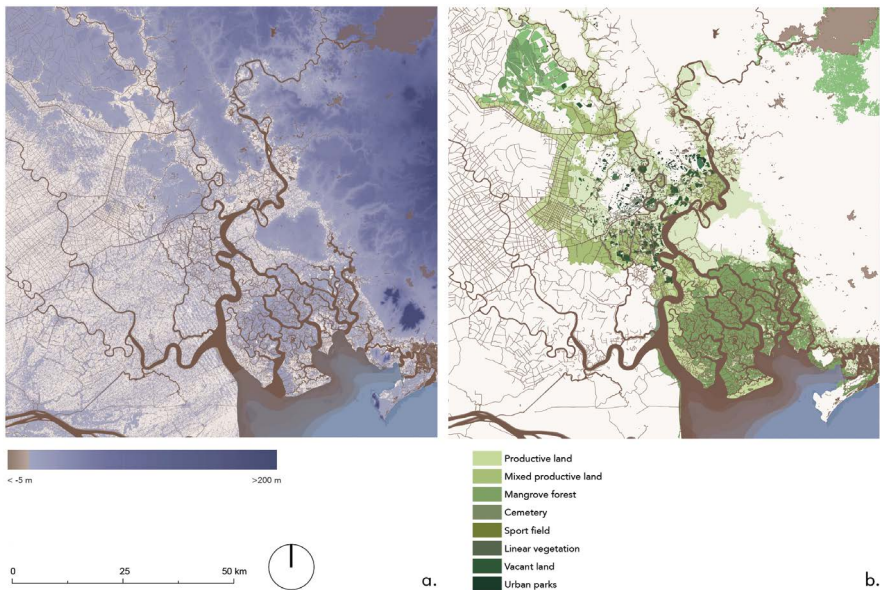 < -5 m >200 m
0 25 50 km
a.
Productive land
Mixed productive land
Mangrove forest
Cemetery
Sport field
Linear vegetation
Vacant land
Urban parks
b.